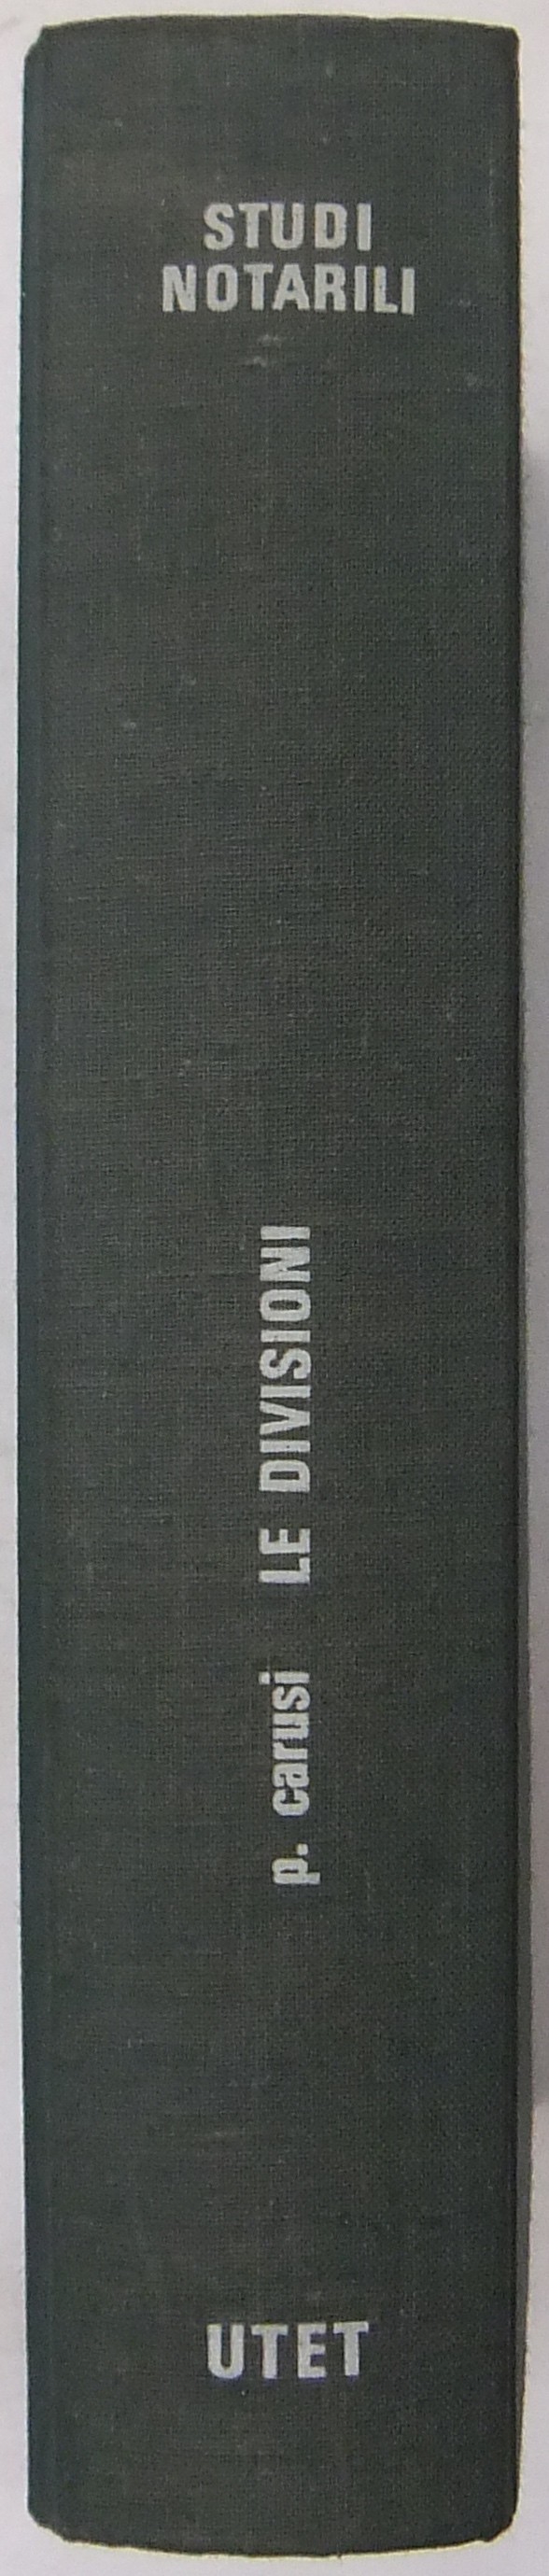 STUDI
NOTARILI
p. carusi LE DIVISIONI
UTET